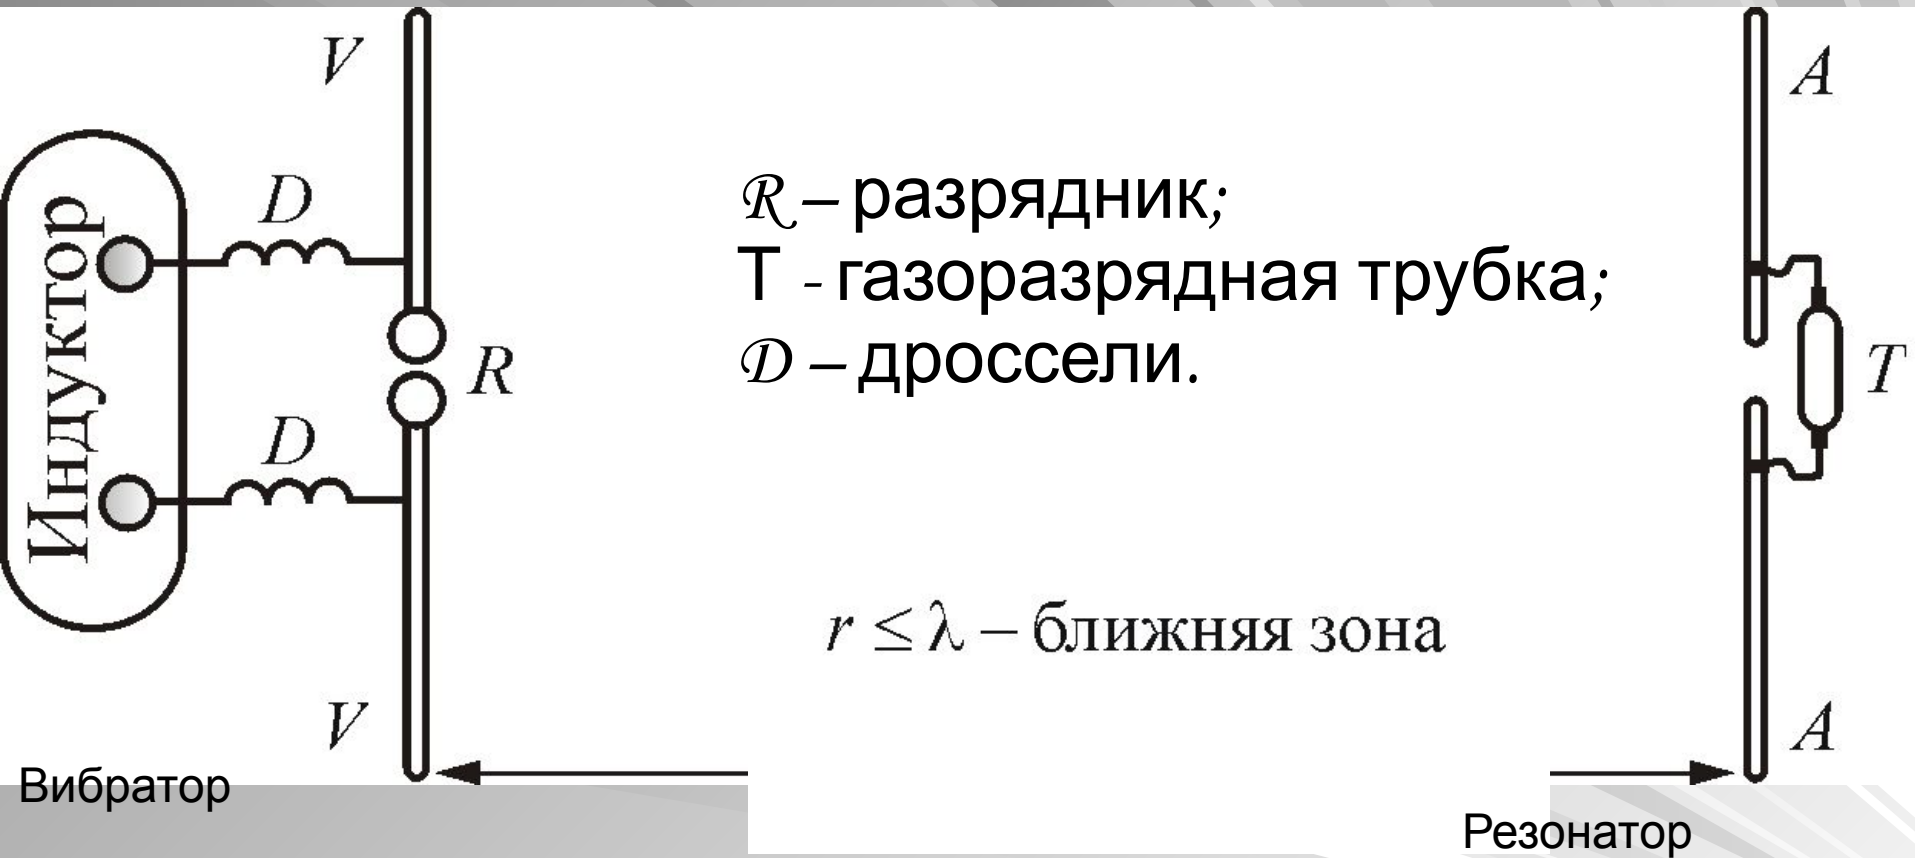 V
A
D
Индуктор
R – разрядник;
T - газоразрядная трубка;
D – дроссели.
R
T
D
r ≤ λ – ближняя зона
V
A
Вибратор
Резонатор